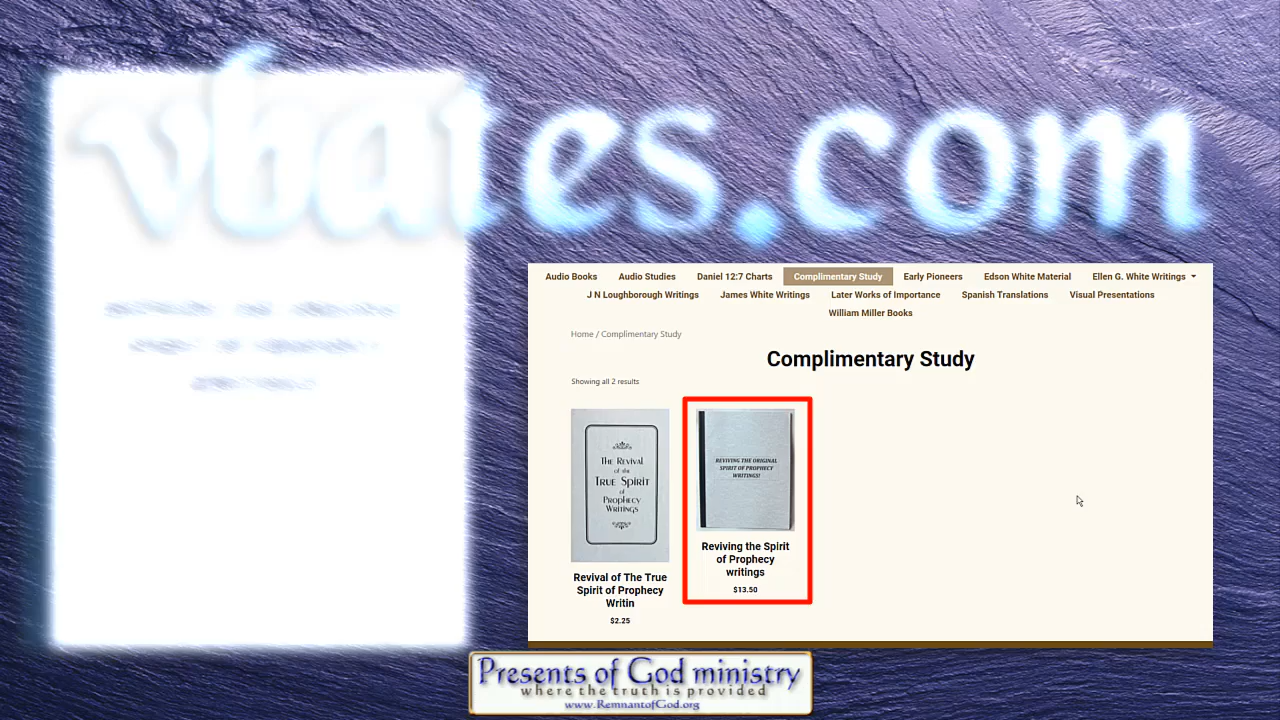 vbates.com
Audio Books Audio Studies Daniel 12:7 Charts Complimentary Study Early Pioneers Edson White Material Ellen G. White Writings
J N Loughborough Writings James White Writings Later Works of Importance Spanish Translations Visual Presentations
William Miller Books
Home / Complimentary Study
Complimentary Study
Showing all 2 results
The Revival
of the
True Spirit
of
Prophecy
Writings
Revival of The True
Spirit of Prophecy
Writin
$2.25
REVIVING THE ORIGINAL
SPIRIT OF PROPHECY
WRITINGS!
Reviving the Spirit
of Prophecy
writings
$13.50
Presents of God ministry
where the truth is provided
www.RemnantofGod.org